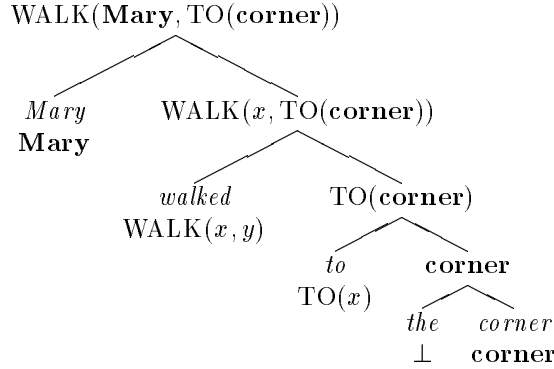 WALK(Mary, TO(corner))
Mary
Mary
WALK(x, TO(corner))
walked
WALK(x, y)
TO(corner)
to
TO(x)
corner
the
⊥
corner
corner